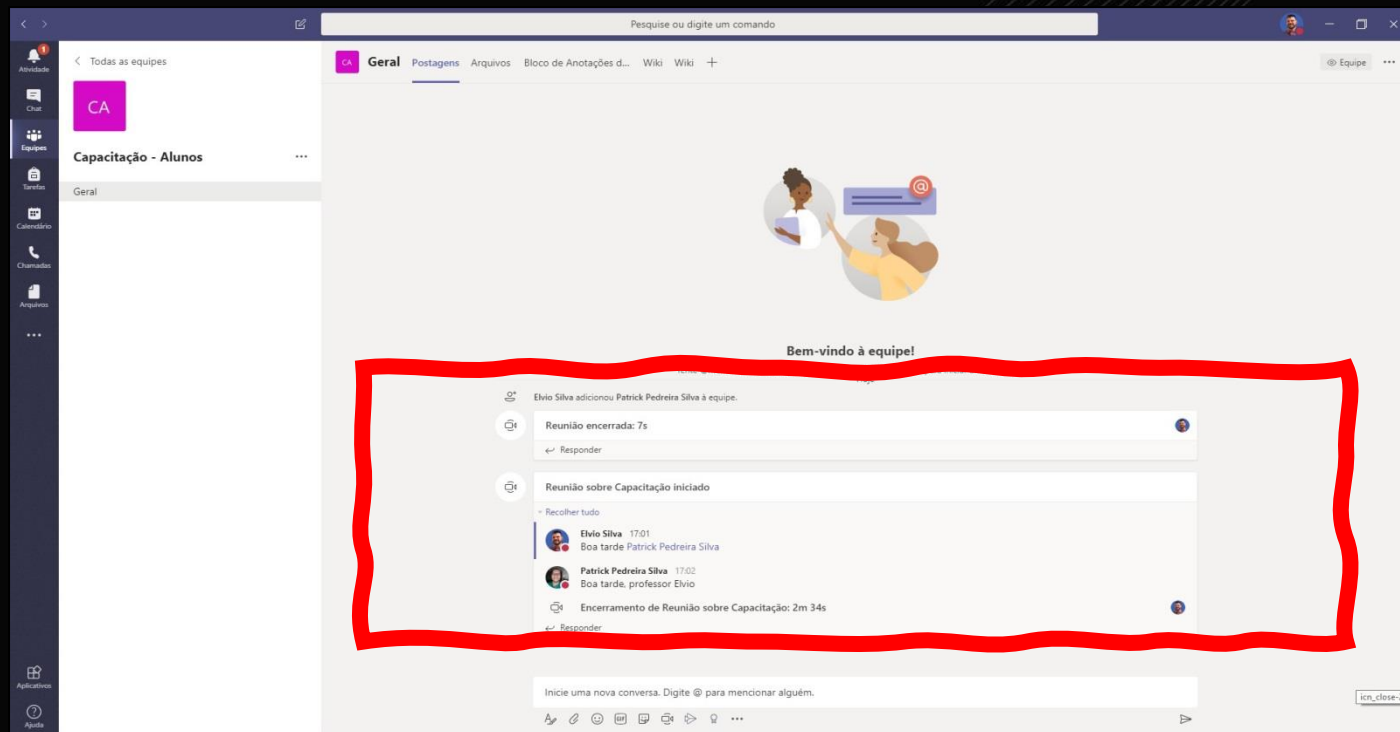 Pesquise ou digite um comando
1
Atividade
Chat
Equipes
Tarefas
Calendário
Chamadas
Arquivos
Aplicativos
Ajuda
Todas as equipes
CA
Capacitação - Alunos
Geral
CA Geral Postagens Arquivos Bloco de Anotações d... Wiki Wiki +
Equipe
@
Bem-vindo à equipe!
Elvio Silva adicionou Patrick Pedreira Silva à equipe.
Reunião encerrada: 7s
Responder
Reunião sobre Capacitação iniciado
Recolher tudo
Elvio Silva 17:01
Boa tarde Patrick Pedreira Silva
Patrick Pedreira Silva 17:02
Boa tarde, professor Elvio
Encerramento de Reunião sobre Capacitação: 2m 34s
Responder
Inicie uma nova conversa. Digite @ para mencionar alguém.
GIF
icn_close-